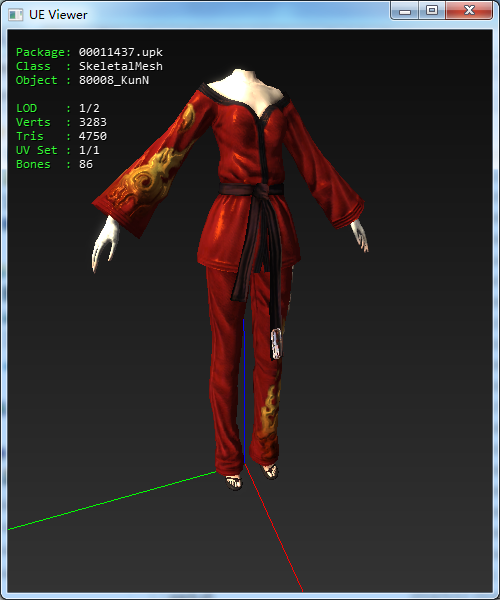 UE Viewer
Package: 00011437.upk
Class : SkeletalMesh
Object : 80008_KunN
LOD : 1/2
Verts : 3283
Tris : 4750
UV Set : 1/1
Bones : 86